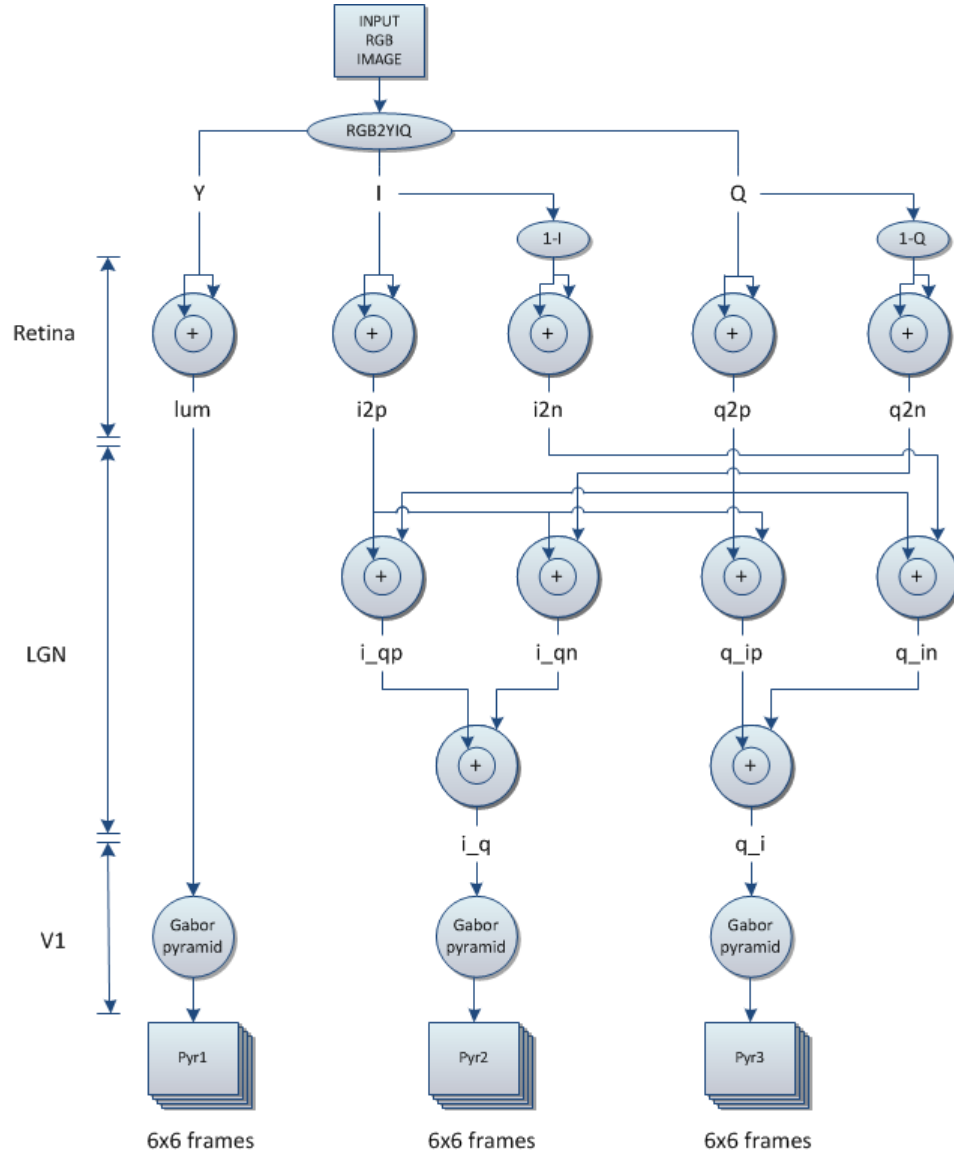 INPUT
RGB
IMAGE
RGB2YIQ
Y
I
Q
1-I
1-Q
Retina
+
+
+
+
+
lum
i2p
i2n
q2p
q2n
+
+
+
+
LGN
i_qp
i_qn
q_ip
q_in
+
+
i_q
q_i
V1
Gabor
pyramid
Gabor
pyramid
Gabor
pyramid
Pyr1
Pyr2
Pyr3
6x6 frames
6x6 frames
6x6 frames